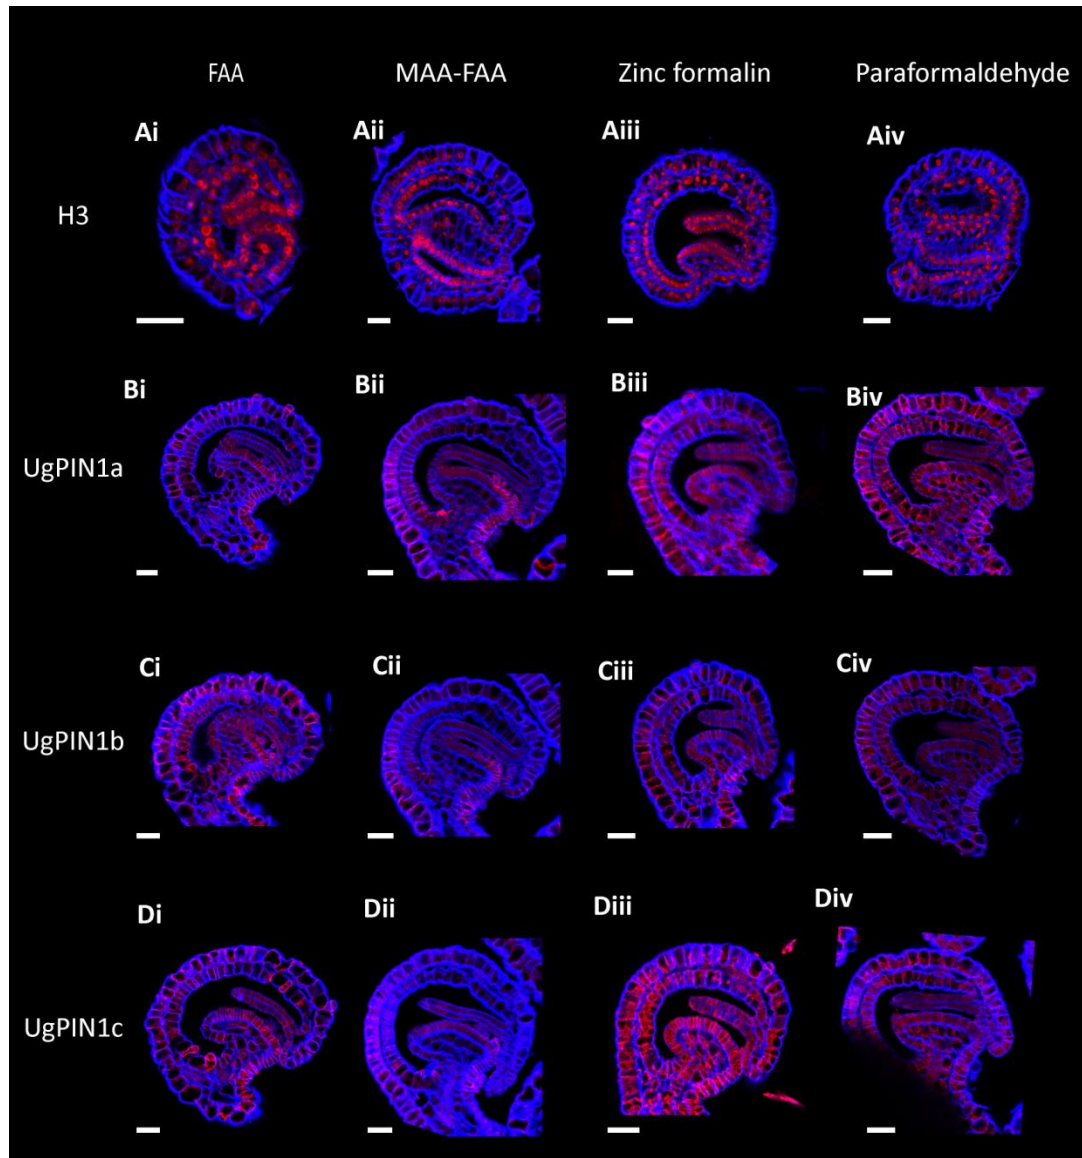 FAA MAA-FAA Zinc formalin Paraformaldehyde
Ai Aii Aiii Aiv
H3
Bi Bii Biii Biv
UgPIN1a
Ci Cii Ciii Civ
UgPIN1b
Di Dii Diii Div
UgPIN1c